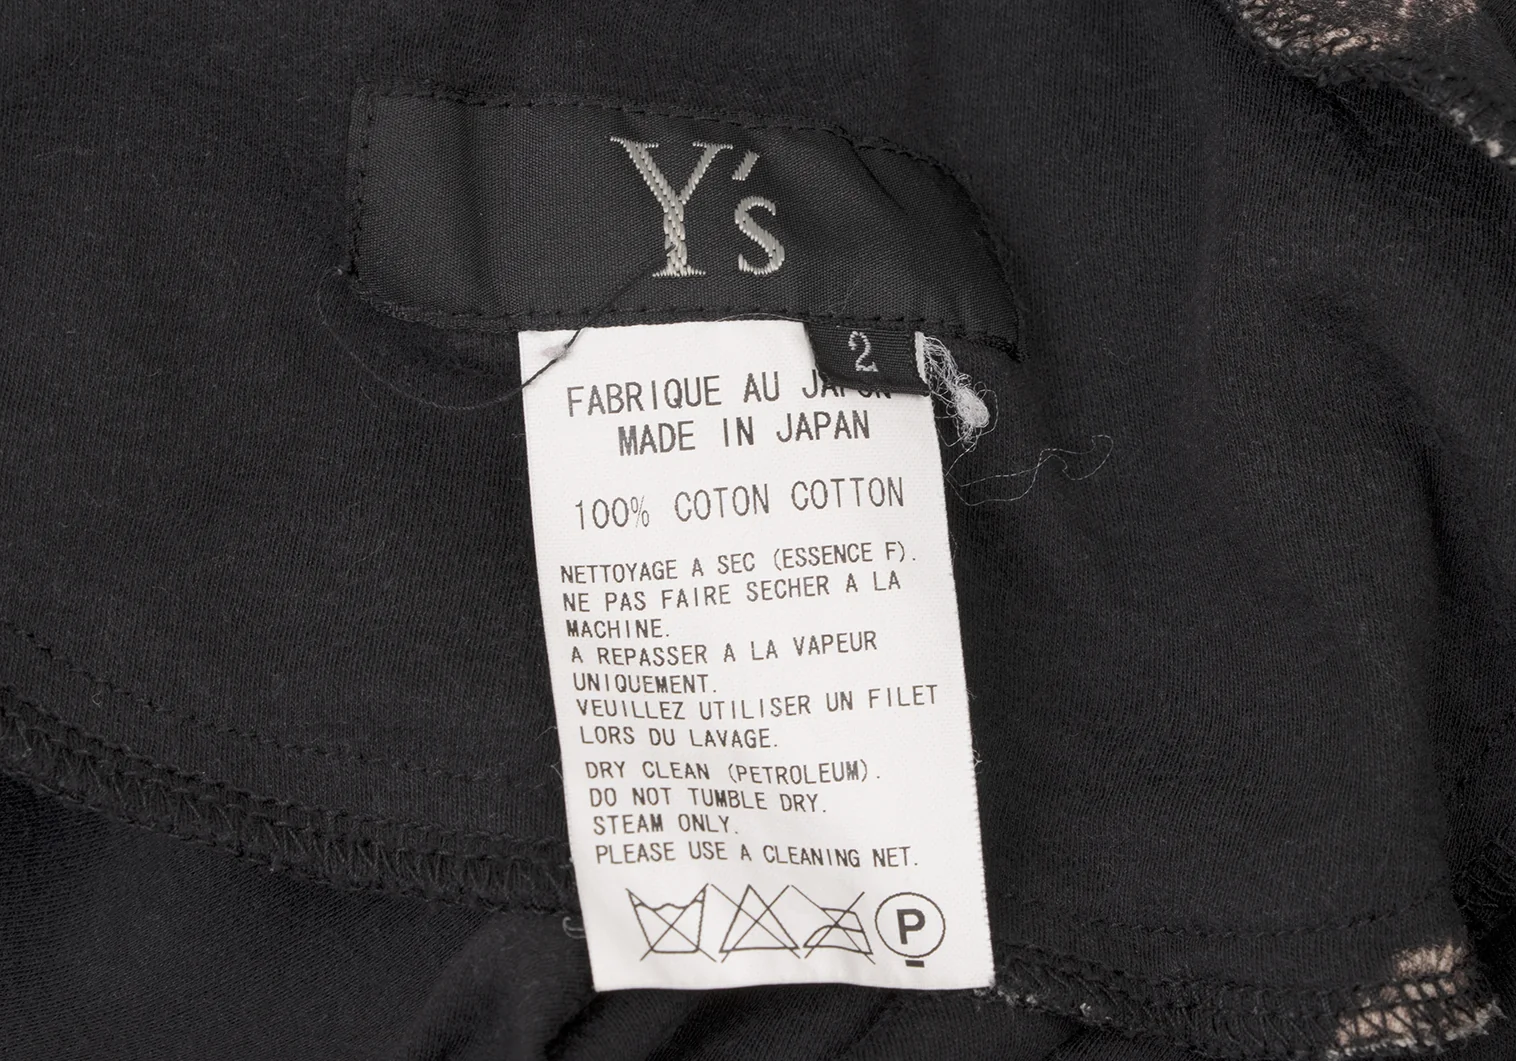 Y's
2
FABRIQUE AU JAPON
MADE IN JAPAN
100% COTON COTTON
NETTOYAGE A SEC (ESSENCE F).
NE PAS FAIRE SECHER A LA
MACHINE.
A REPASSER A LA VAPEUR
UNIQUEMENT.
VEUILLEZ UTILISER UN FILET
LORS DU LAVAGE.
DRY CLEAN (PETROLEUM).
DO NOT TUMBLE DRY.
STEAM ONLY.
PLEASE USE A CLEANING NET.
P